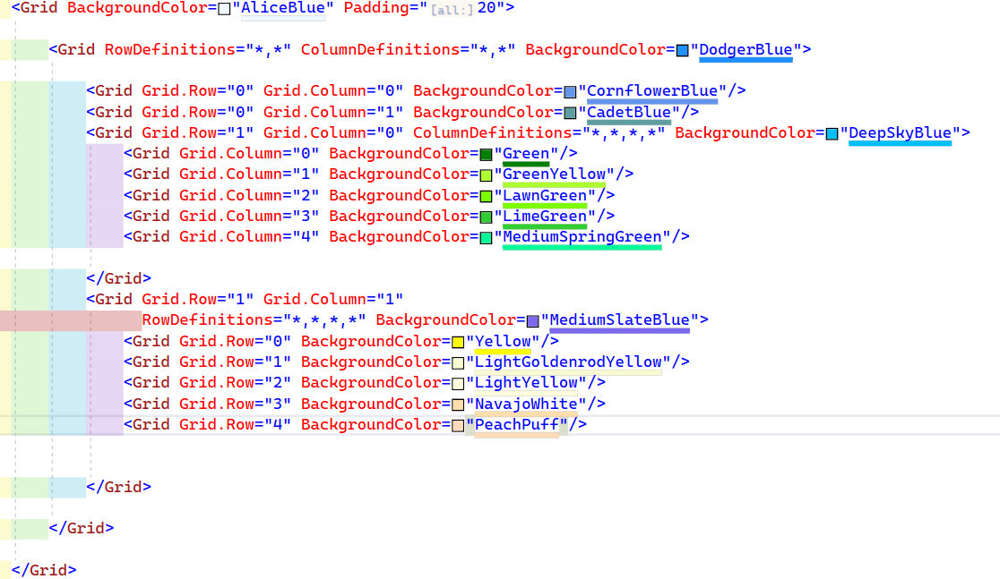 <Grid BackgroundColor="AliceBlue" Padding="[all:]20">
<Grid RowDefinitions="*,*" ColumnDefinitions="*,*" BackgroundColor="DodgerBlue">
<Grid Grid.Row="0" Grid.Column="0" BackgroundColor="CornflowerBlue"/>
<Grid Grid.Row="0" Grid.Column="1" BackgroundColor="CadetBlue"/>
<Grid Grid.Row="1" Grid.Column="0" ColumnDefinitions="*,*,*,*" BackgroundColor="DeepSkyBlue">
<Grid Grid.Column="0" BackgroundColor="Green"/>
<Grid Grid.Column="1" BackgroundColor="GreenYellow"/>
<Grid Grid.Column="2" BackgroundColor="LawnGreen"/>
<Grid Grid.Column="3" BackgroundColor="LimeGreen"/>
<Grid Grid.Column="4" BackgroundColor="MediumSpringGreen"/>
</Grid>
<Grid Grid.Row="1" Grid.Column="1"
RowDefinitions="*,*,*,*" BackgroundColor="MediumSlateBlue">
<Grid Grid.Row="0" BackgroundColor="Yellow"/>
<Grid Grid.Row="1" BackgroundColor="LightGoldenrodYellow"/>
<Grid Grid.Row="2" BackgroundColor="LightYellow"/>
<Grid Grid.Row="3" BackgroundColor="NavajoWhite"/>
<Grid Grid.Row="4" BackgroundColor="PeachPuff"/>
</Grid>
</Grid>
</Grid>